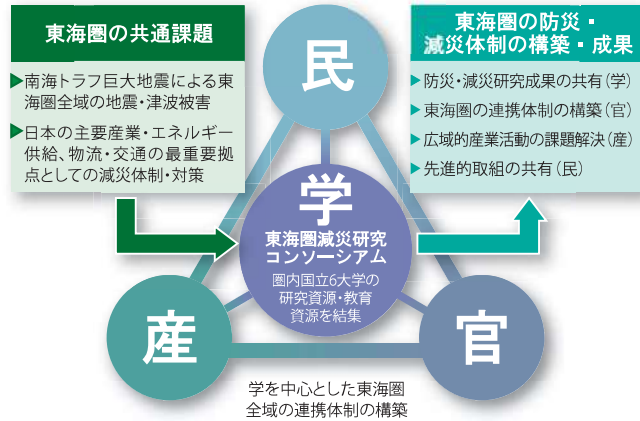 東海圏の共通課題
▶南海トラフ巨大地震による東
海圏全域の地震・津波被害
▶日本の主要産業・エネルギー
供給、物流・交通の最重要拠
点としての減災体制・対策
民
学
東海圏減災研究
コンソーシアム
圏内国立6大学の
研究資源・教育
資源を結集
産
官
東海圏の防災・
減災体制の構築・成果
▶防災・減災研究成果の共有(学)
▶東海圏の連携体制の構築(官)
▶広域的産業活動の課題解決(産)
▶先進的取組の共有(民)
学を中心とした東海圏
全域の連携体制の構築